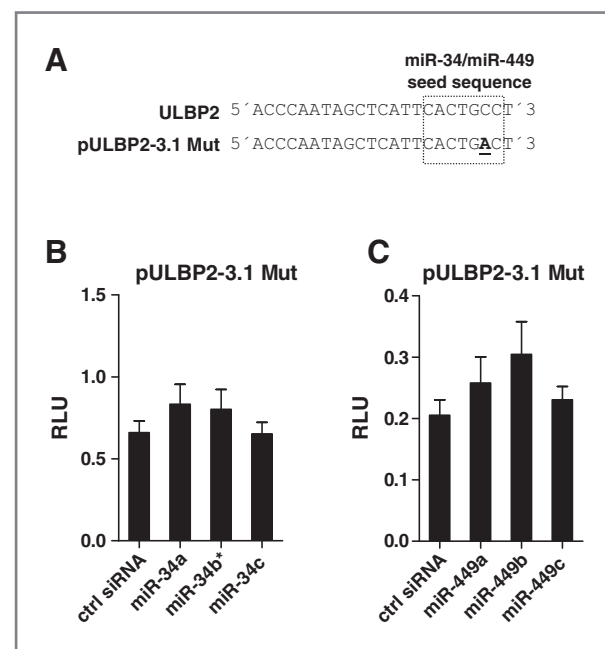 A
miR-34/miR-449
seed sequence
ULBP2 5´ACCCAATAGCTCATTCACTGCCT´3
pULBP2-3.1 Mut 5´ACCCAATAGCTCATTCACTGACT´3
B
pULBP2-3.1 Mut
1.5
1.0
0.5
0.0
RLU
ctrl siRNA
miR-34a
miR-34b*
miR-34c
C
pULBP2-3.1 Mut
0.4
0.3
0.2
0.1
0.0
RLU
ctrl siRNA
miR-449a
miR-449b
miR-449c